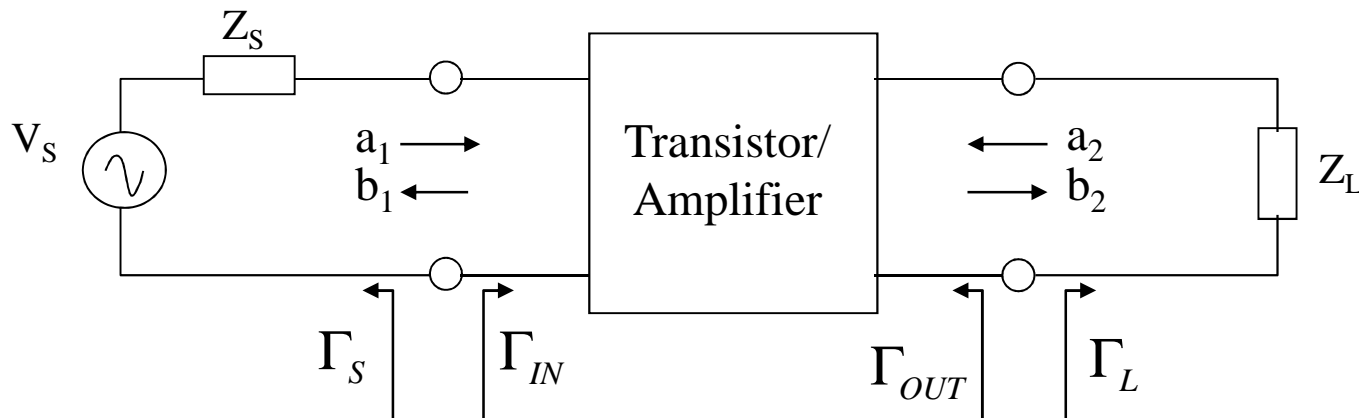 Z_S
V_S
a_1
b_1
Transistor/
Amplifier
a_2
b_2
Z_L
Γ_S
Γ_IN
Γ_OUT
Γ_L